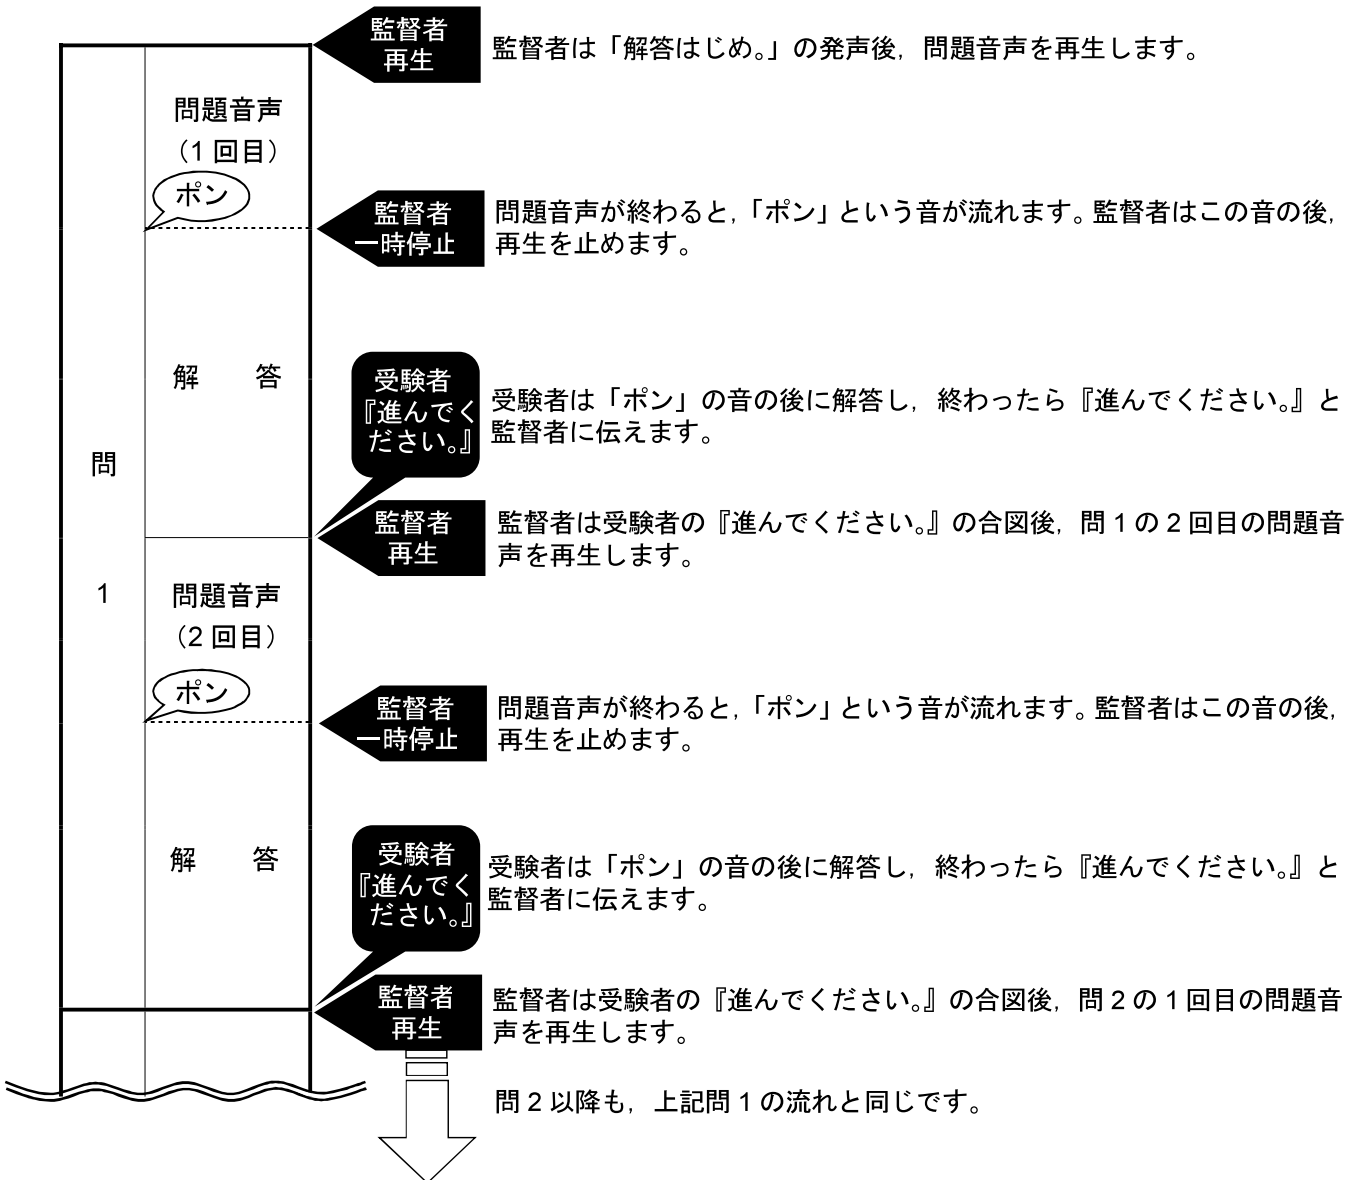 監督者
再生
監督者は「解答はじめ。」の発声後，問題音声を再生します。
問題音声
（1 回目）
ポン
監督者
一時停止
問題音声が終わると，「ポン」という音が流れます。監督者はこの音の後，
再生を止めます。
解　　答
受験者
『進んでく
ださい。』
受験者は「ポン」の音の後に解答し，終わったら『進んでください。』と
監督者に伝えます。
問
1
監督者
再生
監督者は受験者の『進んでください。』の合図後，問 1 の 2 回目の問題音
声を再生します。
問題音声
（2 回目）
ポン
監督者
一時停止
問題音声が終わると，「ポン」という音が流れます。監督者はこの音の後，
再生を止めます。
解　　答
受験者
『進んでく
ださい。』
受験者は「ポン」の音の後に解答し，終わったら『進んでください。』と
監督者に伝えます。
監督者
再生
監督者は受験者の『進んでください。』の合図後，問 2 の 1 回目の問題音
声を再生します。
問 2 以降も，上記問 1 の流れと同じです。